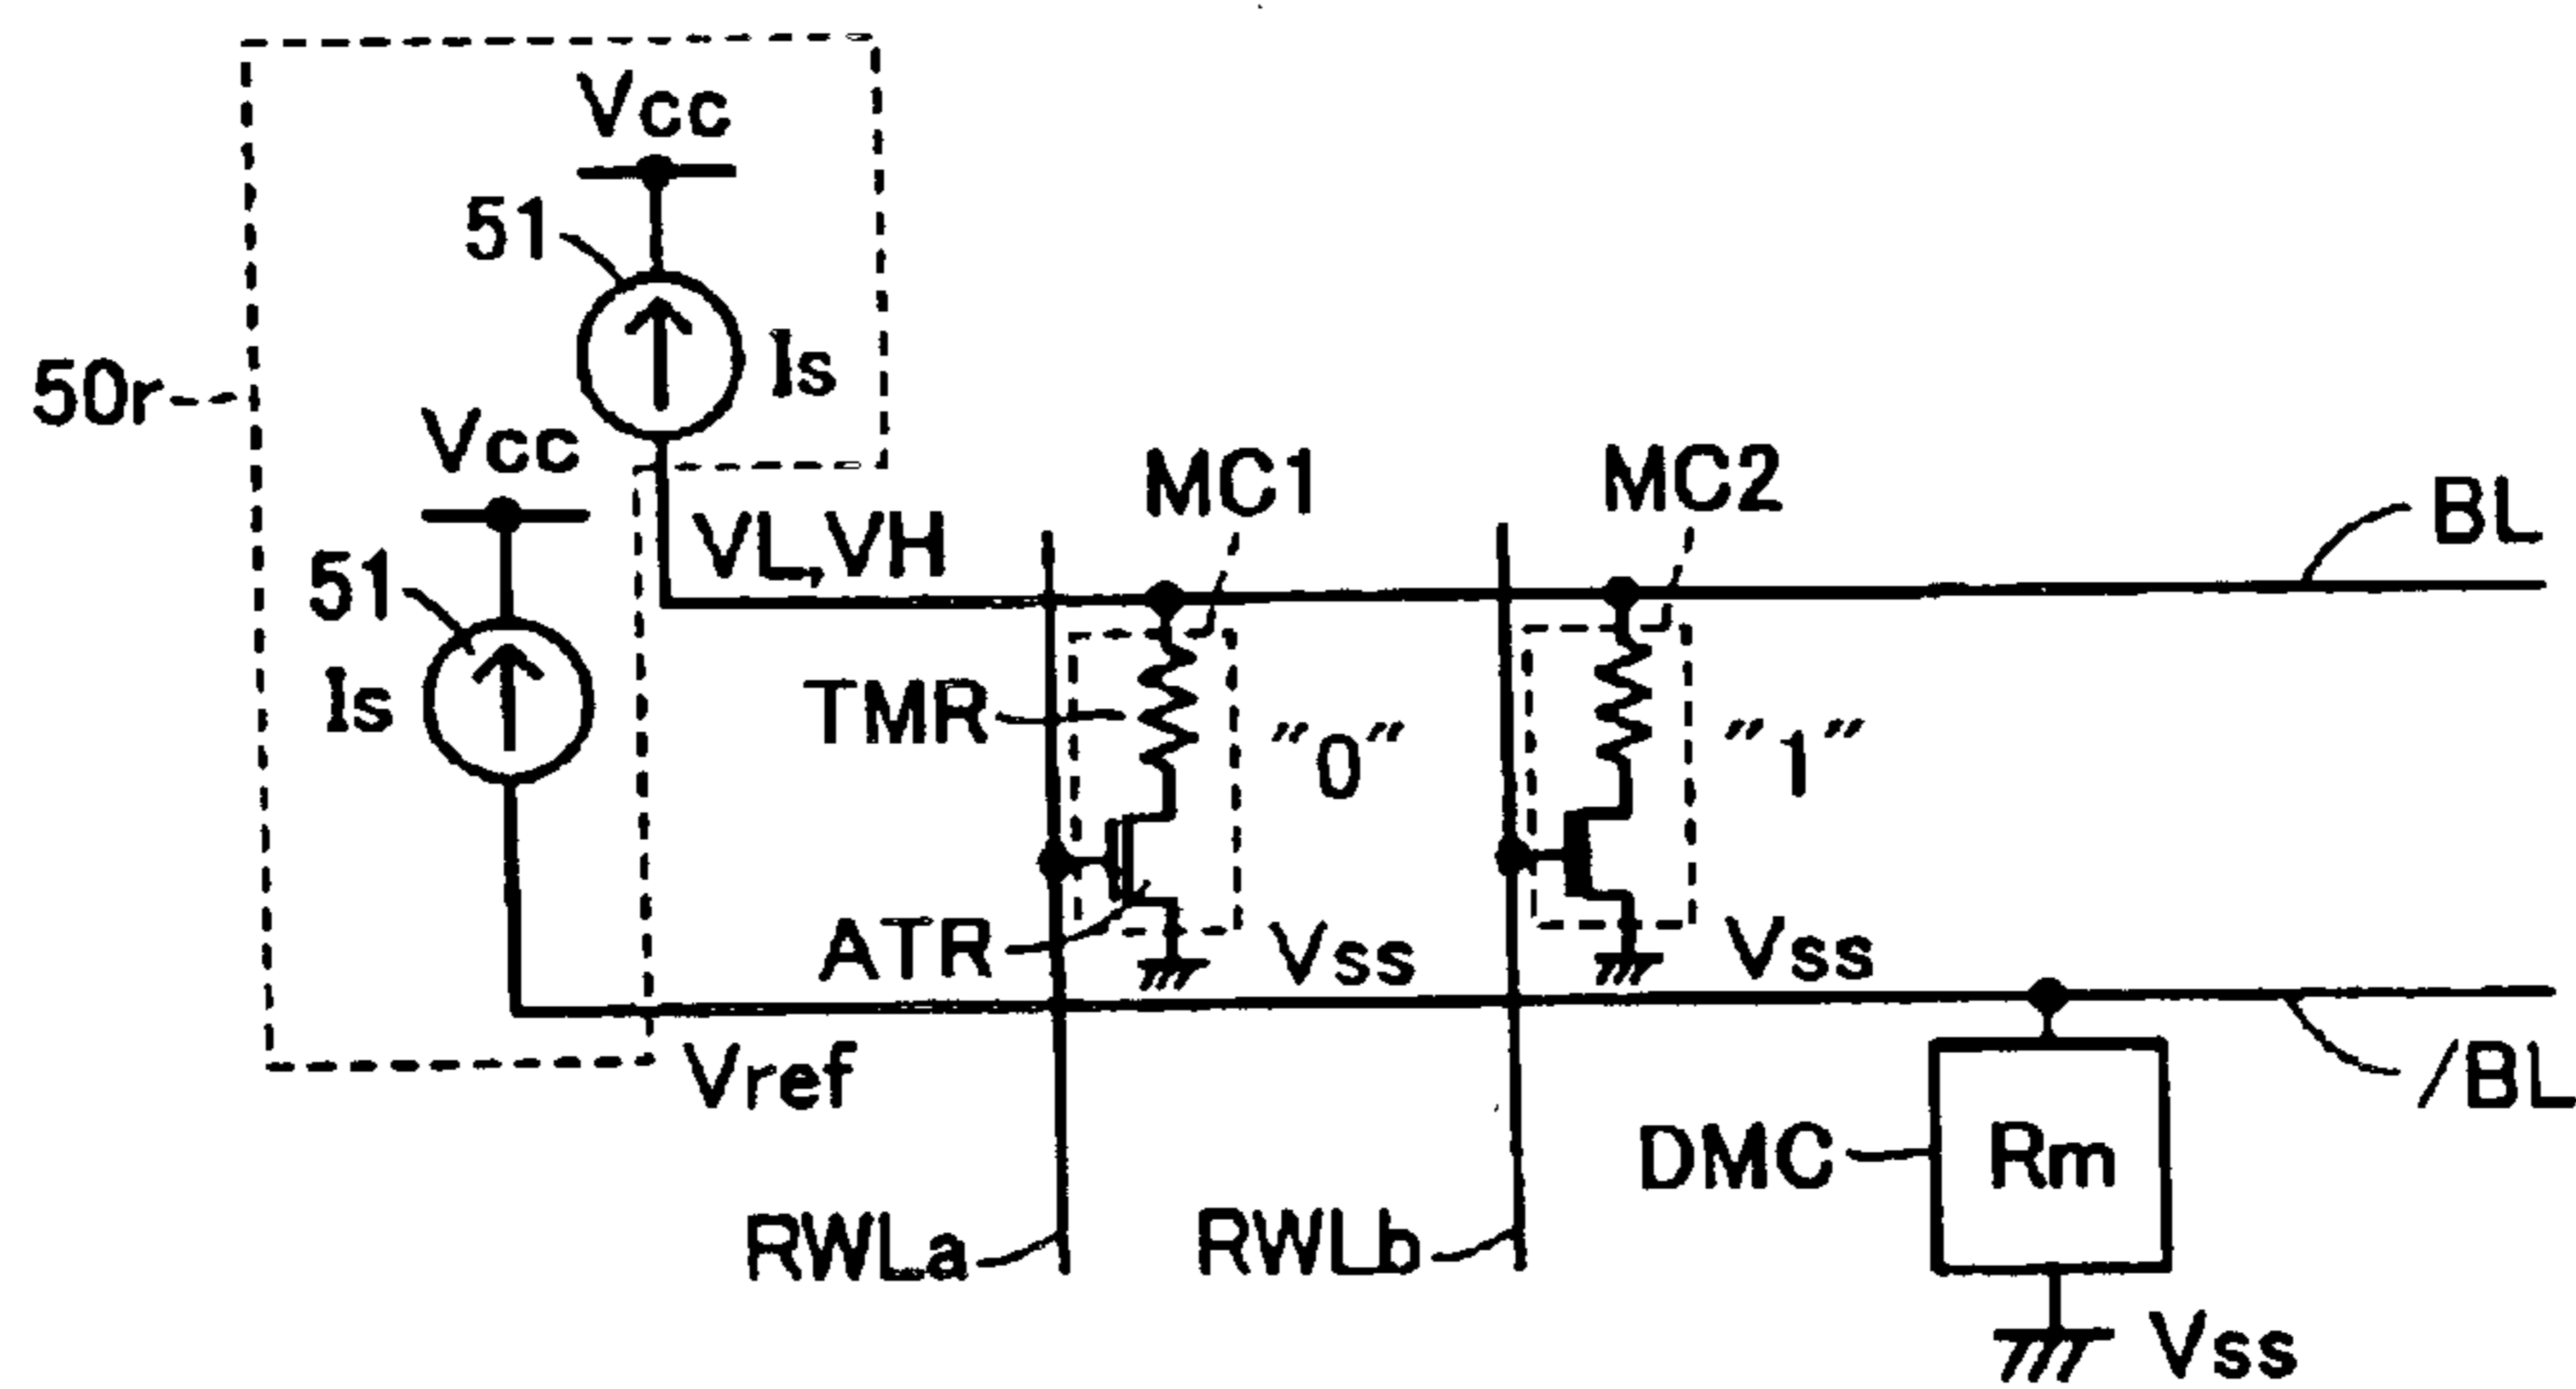 Vcc
51
Is
50r
Vcc
51
Is
VL,VH
MC1
MC2
BL
TMR
"0"
"1"
ATR
Vss
Vss
Vref
/BL
DMC
Rm
RWLa
RWLb
Vss